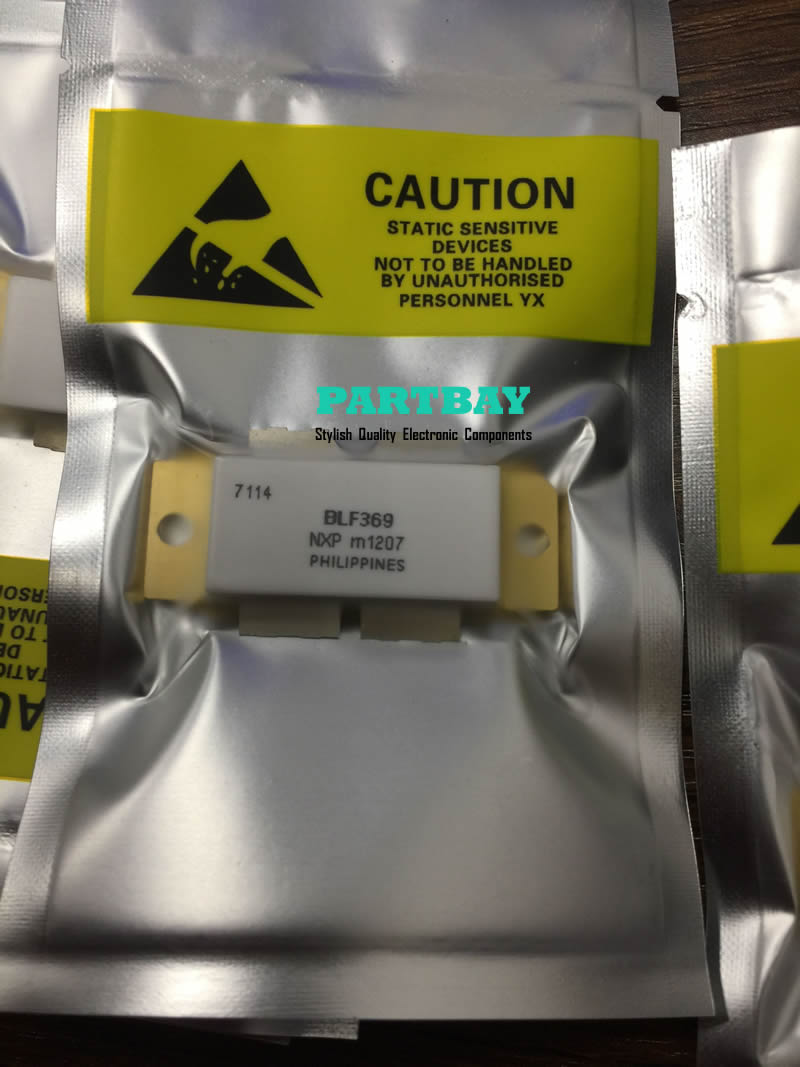 CAUTION
STATIC SENSITIVE
DEVICES
NOT TO BE HANDLED
BY UNAUTHORISED
PERSONNEL YX
PARTBAY
Stylish Quality Electronic Components
7114
BLF369
NXP m1207
PHILIPPINES